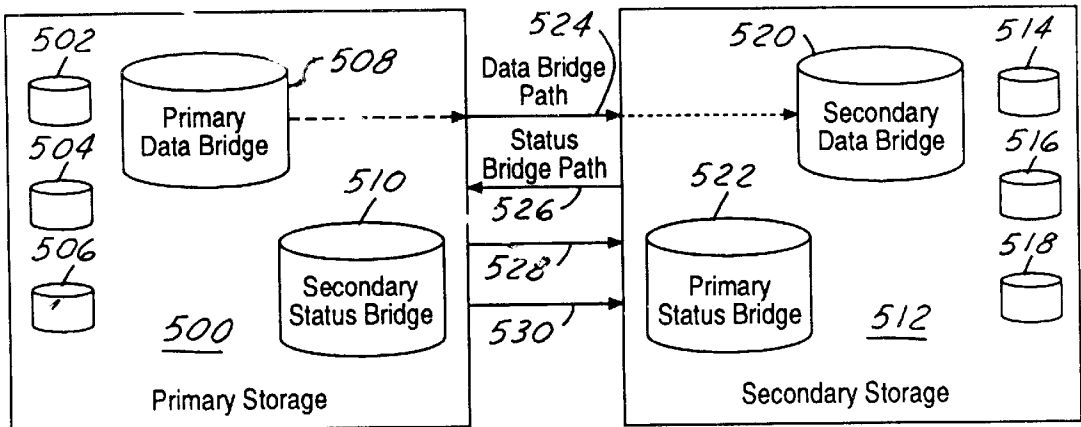 502
508
524
520
514
Data Bridge
Path
Primary
Data Bridge
Secondary
Data Bridge
504
Status
Bridge Path
516
510
526
522
506
528
518
Secondary
Status Bridge
Primary
Status Bridge
500
530
512
Primary Storage
Secondary Storage